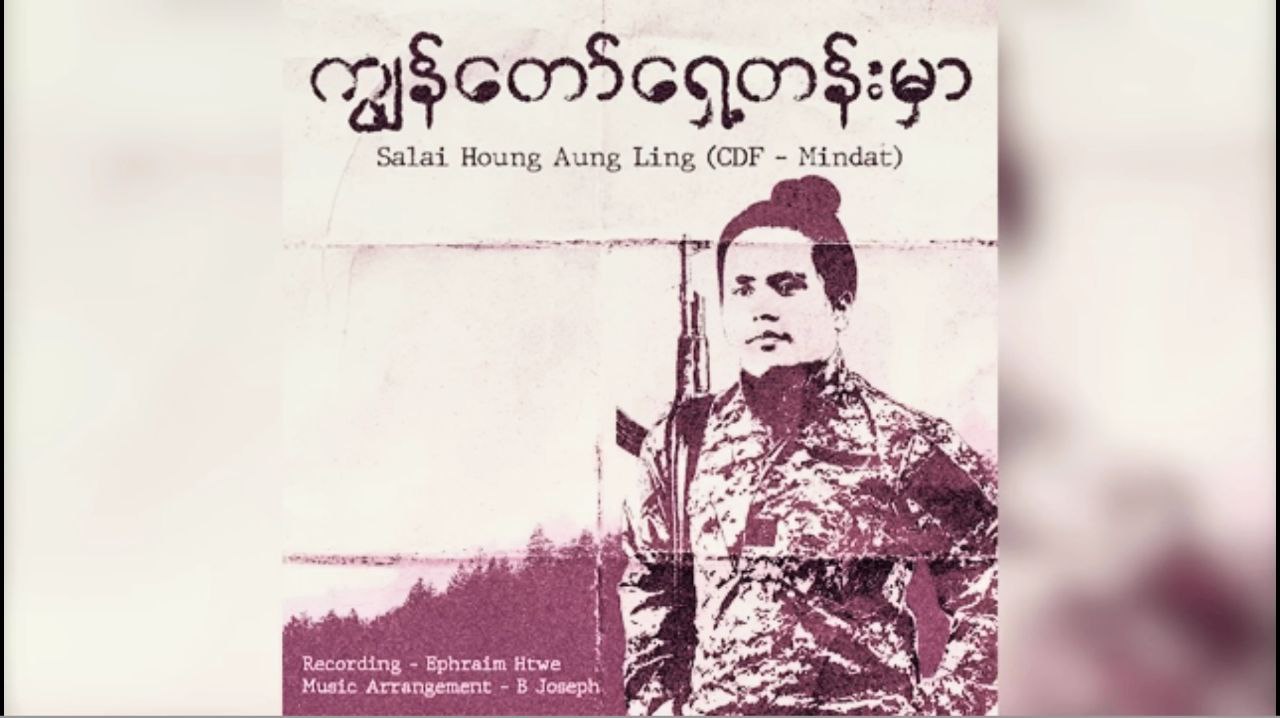 ကျွန်တော်ရှေ့တန်းမှာ
Salai Houng Aung Ling (CDF - Mindat)
Recording - Ephraim Htwe
Music Arrangement - B Joseph